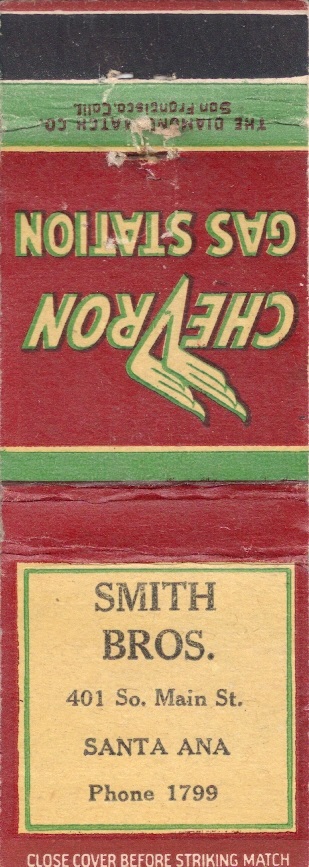 THE DIAMOND MATCH CO.
San Francisco, Calif.
CHEVRON
GAS STATION
SMITH
BROS.
401 So. Main St.
SANTA ANA
Phone 1799
CLOSE COVER BEFORE STRIKING MATCH